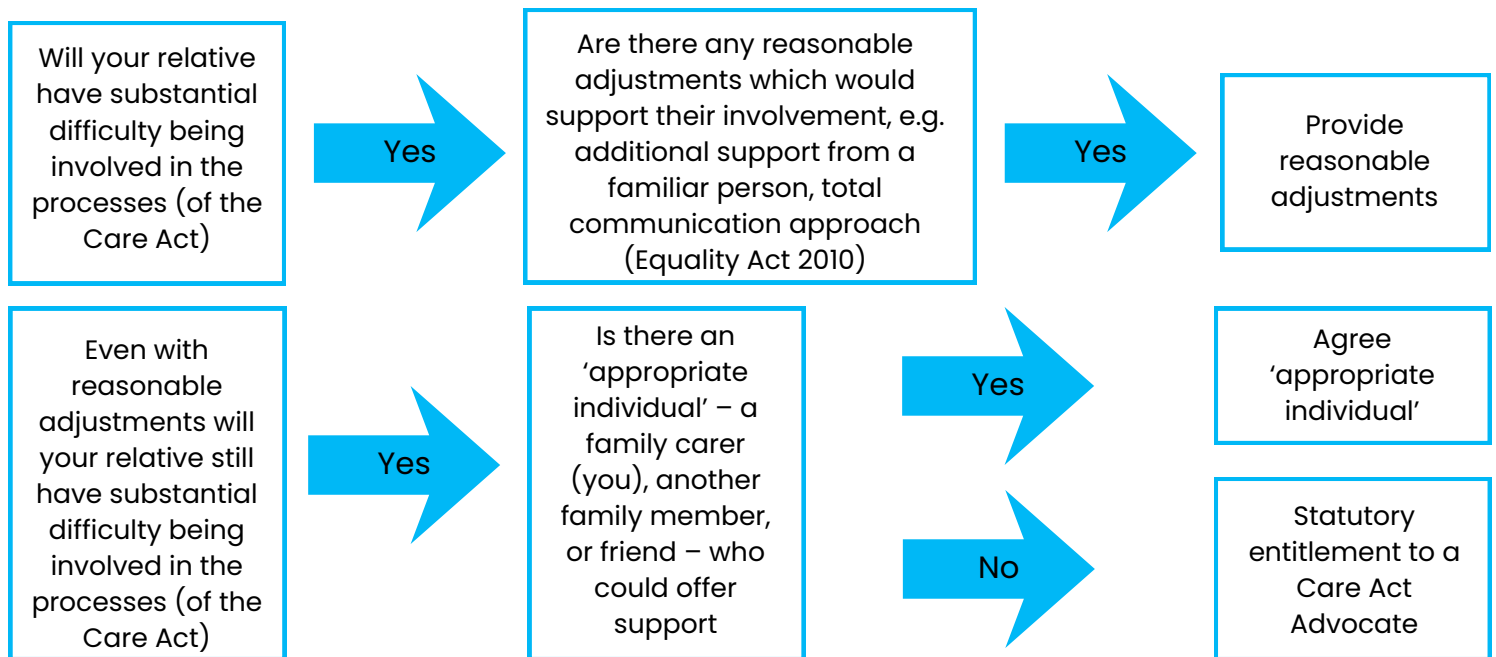 Will your relative
have substantial
difficulty being
involved in the
processes (of the
Care Act)
Yes
Are there any reasonable
adjustments which would
support their involvement, e.g.
additional support from a
familiar person, total
communication approach
(Equality Act 2010)
Yes
Provide
reasonable
adjustments
Even with
reasonable
adjustments will
your relative still
have substantial
difficulty being
involved in the
processes (of the
Care Act)
Yes
Is there an
‘appropriate
individual’ – a
family carer
(you), another
family member,
or friend – who
could offer
support
Yes
Agree
‘appropriate
individual’
No
Statutory
entitlement to a
Care Act
Advocate